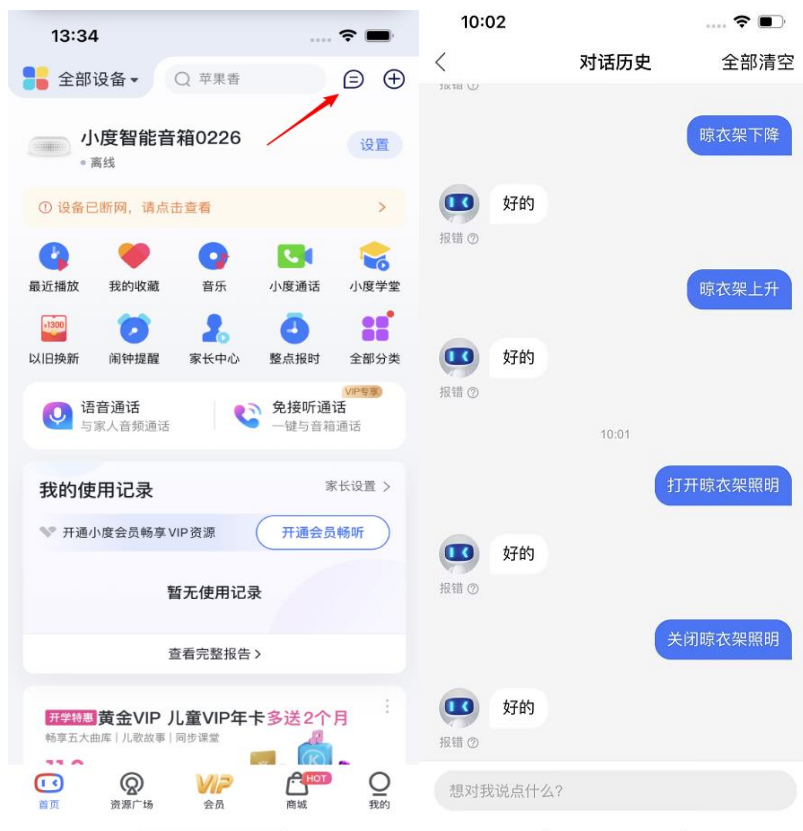 13:34
全部设备
苹果香
小度智能音箱0226
离线
设置
设备已断网，请点击查看
最近播放
我的收藏
音乐
小度通话
小度学堂
+1300
以旧换新
闹钟提醒
家长中心
整点报时
全部分类
语音通话
与家人音频通话
VIP专享
免接听通话
一键与音箱通话
我的使用记录
家长设置
开通小度会员畅享VIP资源
开通会员畅听
暂无使用记录
查看完整报告
开学特惠 黄金VIP 儿童VIP年卡多送2个月
畅享五大曲库 | 儿歌故事 | 同步课堂
HOT
首页
资源广场
VIP
会员
商城
我的
10:02
对话历史
全部清空
报错
晾衣架下降
好的
报错
晾衣架上升
好的
报错
10:01
打开晾衣架照明
好的
报错
关闭晾衣架照明
好的
报错
想对我说点什么？